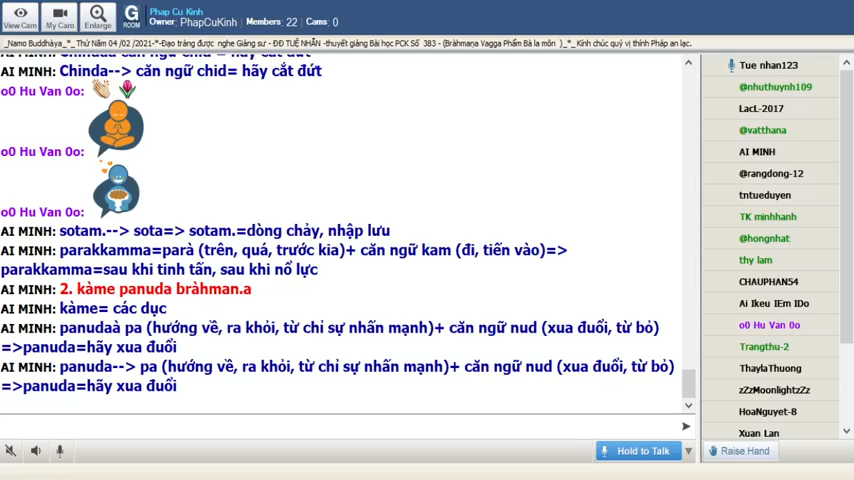 Phap Cu Kinh
Owner: PhapCuKinh | Members: 22 | Cams: 0
View Cam
My Cam
Enlarge
G
ROOM
_Namo Buddhàya_*_ Thứ Năm 04 /02 /2021-*-Đạo tràng được nghe Giảng sư - ĐĐ TUỆ NHÂN -thuyết giảng Bài học PCK Số 383 - (Bràhmaṇa Vagga Phẩm Bà la môn )_*_ Kính chúc quý vị thính Pháp an lạc.
AI MINH: Chinda--> căn ngữ chid= hãy cắt đứt
o0 Hu Van 0o:
o0 Hu Van 0o:
o0 Hu Van 0o:
AI MINH: sotam.--> sota=> sotam.=dòng chảy, nhập lưu
AI MINH: parakkamma=parà (trên, quá, trước kia)+ căn ngữ kam (đi, tiến vào)=>
parakkamma=sau khi tinh tấn, sau khi nổ lực
AI MINH: 2. kàme panuda bràhman.a
AI MINH: kàme= các dục
AI MINH: panudaà pa (hướng về, ra khỏi, từ chỉ sự nhấn mạnh)+ căn ngữ nud (xua đuổi, từ bỏ)
=>panuda=hãy xua đuổi
AI MINH: panuda--> pa (hướng về, ra khỏi, từ chỉ sự nhấn mạnh)+ căn ngữ nud (xua đuổi, từ bỏ)
=>panuda=hãy xua đuổi
Hold to Talk
Raise Hand
Tue nhan123
@nhuthuynh109
LacL-2017
@vatthana
AI MINH
@rangdong-12
tntueduyen
TK minhhanh
@hongnhat
thy lam
CHAUPHAN54
Ai Ikeu IEm IDo
o0 Hu Van 0o
Trangthu-2
ThaylaThuong
zZzMoonlightzZz
HoaNguyet-8
Xuan Lan